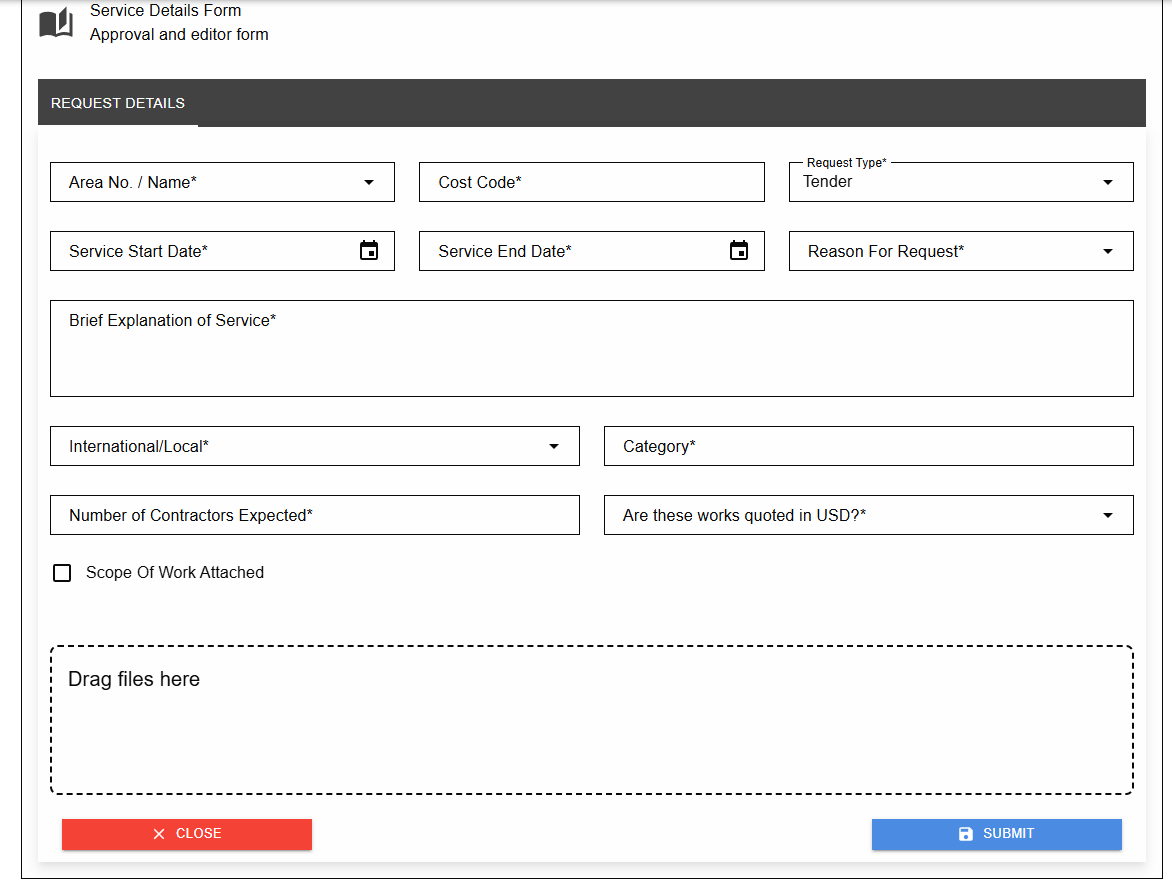 Service Details Form
Approval and editor form
REQUEST DETAILS
Area No. / Name*
Cost Code*
Request Type*
Tender
Service Start Date*
Service End Date*
Reason For Request*
Brief Explanation of Service*
International/Local*
Category*
Number of Contractors Expected*
Are these works quoted in USD?*
Scope Of Work Attached
Drag files here
CLOSE
SUBMIT